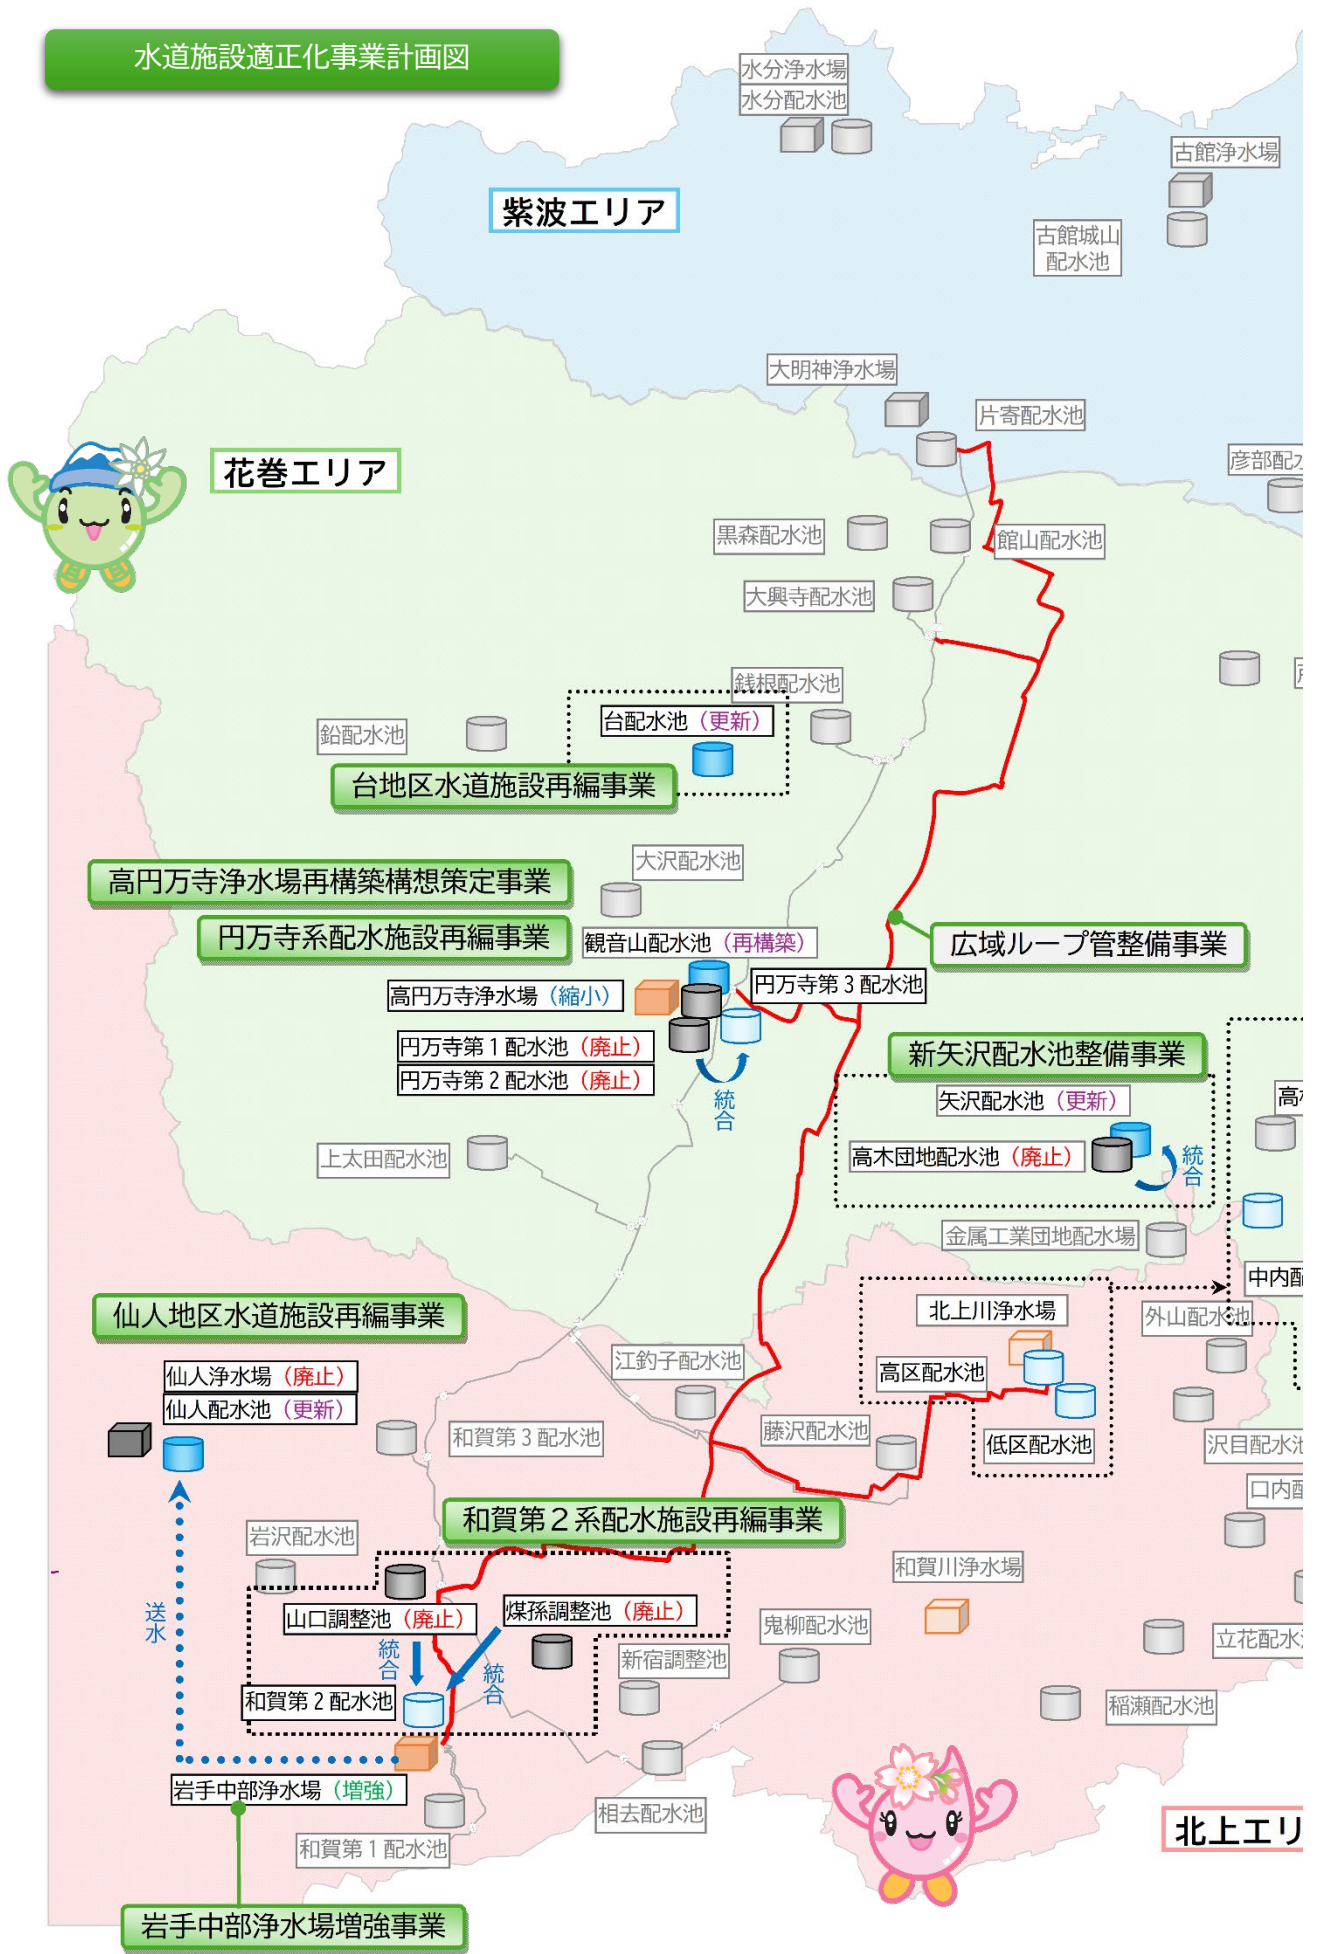 水道施設適正化事業計画図
水分浄水場
水分配水池
古館浄水場
紫波エリア
古館城山
配水池
大明神浄水場
片寄配水池
花巻エリア
彦部配水
黒森配水池
館山配水池
大興寺配水池
銭根配水池
台配水池（更新）
鉛配水池
台地区水道施設再編事業
大沢配水池
高円万寺浄水場再構築構想策定事業
円万寺系配水施設再編事業
観音山配水池（再構築）
広域ループ管整備事業
円万寺第３配水池
高円万寺浄水場（縮小）
円万寺第１配水池（廃止）
円万寺第２配水池（廃止）
統合
新矢沢配水池整備事業
矢沢配水池（更新）
高木団地配水池（廃止）
統合
上太田配水池
金属工業団地配水場
中内配
仙人地区水道施設再編事業
北上川浄水場
外山配水池
仙人浄水場（廃止）
仙人配水池（更新）
江釣子配水池
高区配水池
和賀第３配水池
藤沢配水池
低区配水池
沢目配水池
口内配
和賀第２系配水施設再編事業
岩沢配水池
和賀川浄水場
送水
山口調整池（廃止）
煤孫調整池（廃止）
鬼柳配水池
立花配水池
統合
統合
新宿調整池
和賀第２配水池
稲瀬配水池
岩手中部浄水場（増強）
相去配水池
北上エリ
和賀第１配水池
岩手中部浄水場増強事業